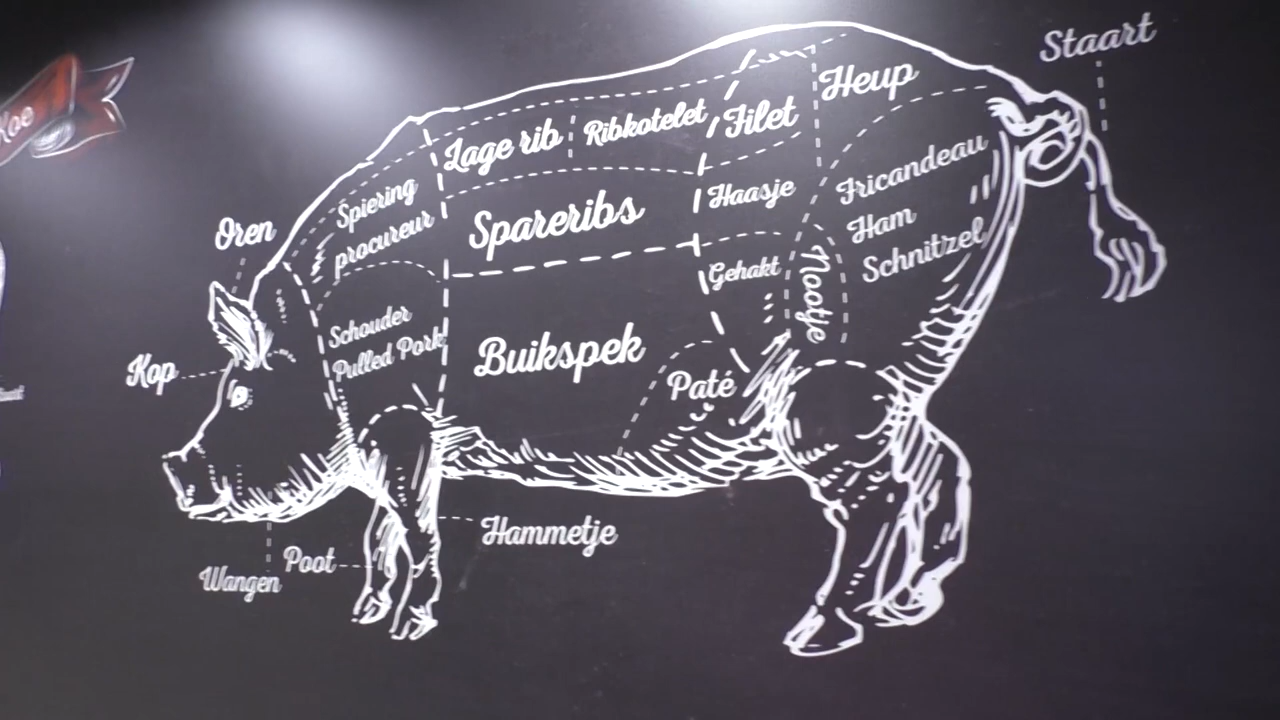 Koe
Staart
Heup
Lage rib
Ribkotelet
Filet
Spiering
procureur
Spareribs
Haasje
Fricandeau
Ham
Schnitzel
Oren
Gehakt
Nootje
Schouder
Pulled Pork
Buikspek
Paté
Kop
Hammetje
Poot
Wangen